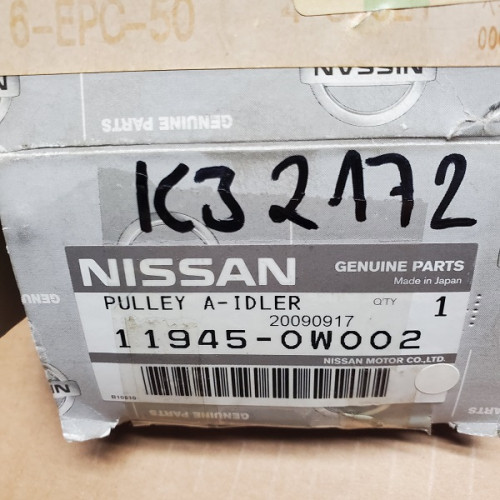 6-EPC-50
NISSAN
GENUINE PARTS
K32172
NISSAN
GENUINE PARTS
Made in Japan
PULLEY A-IDLER
Q'TY 1
20090917
11945-0W002
NISSAN MOTOR CO.,LTD.